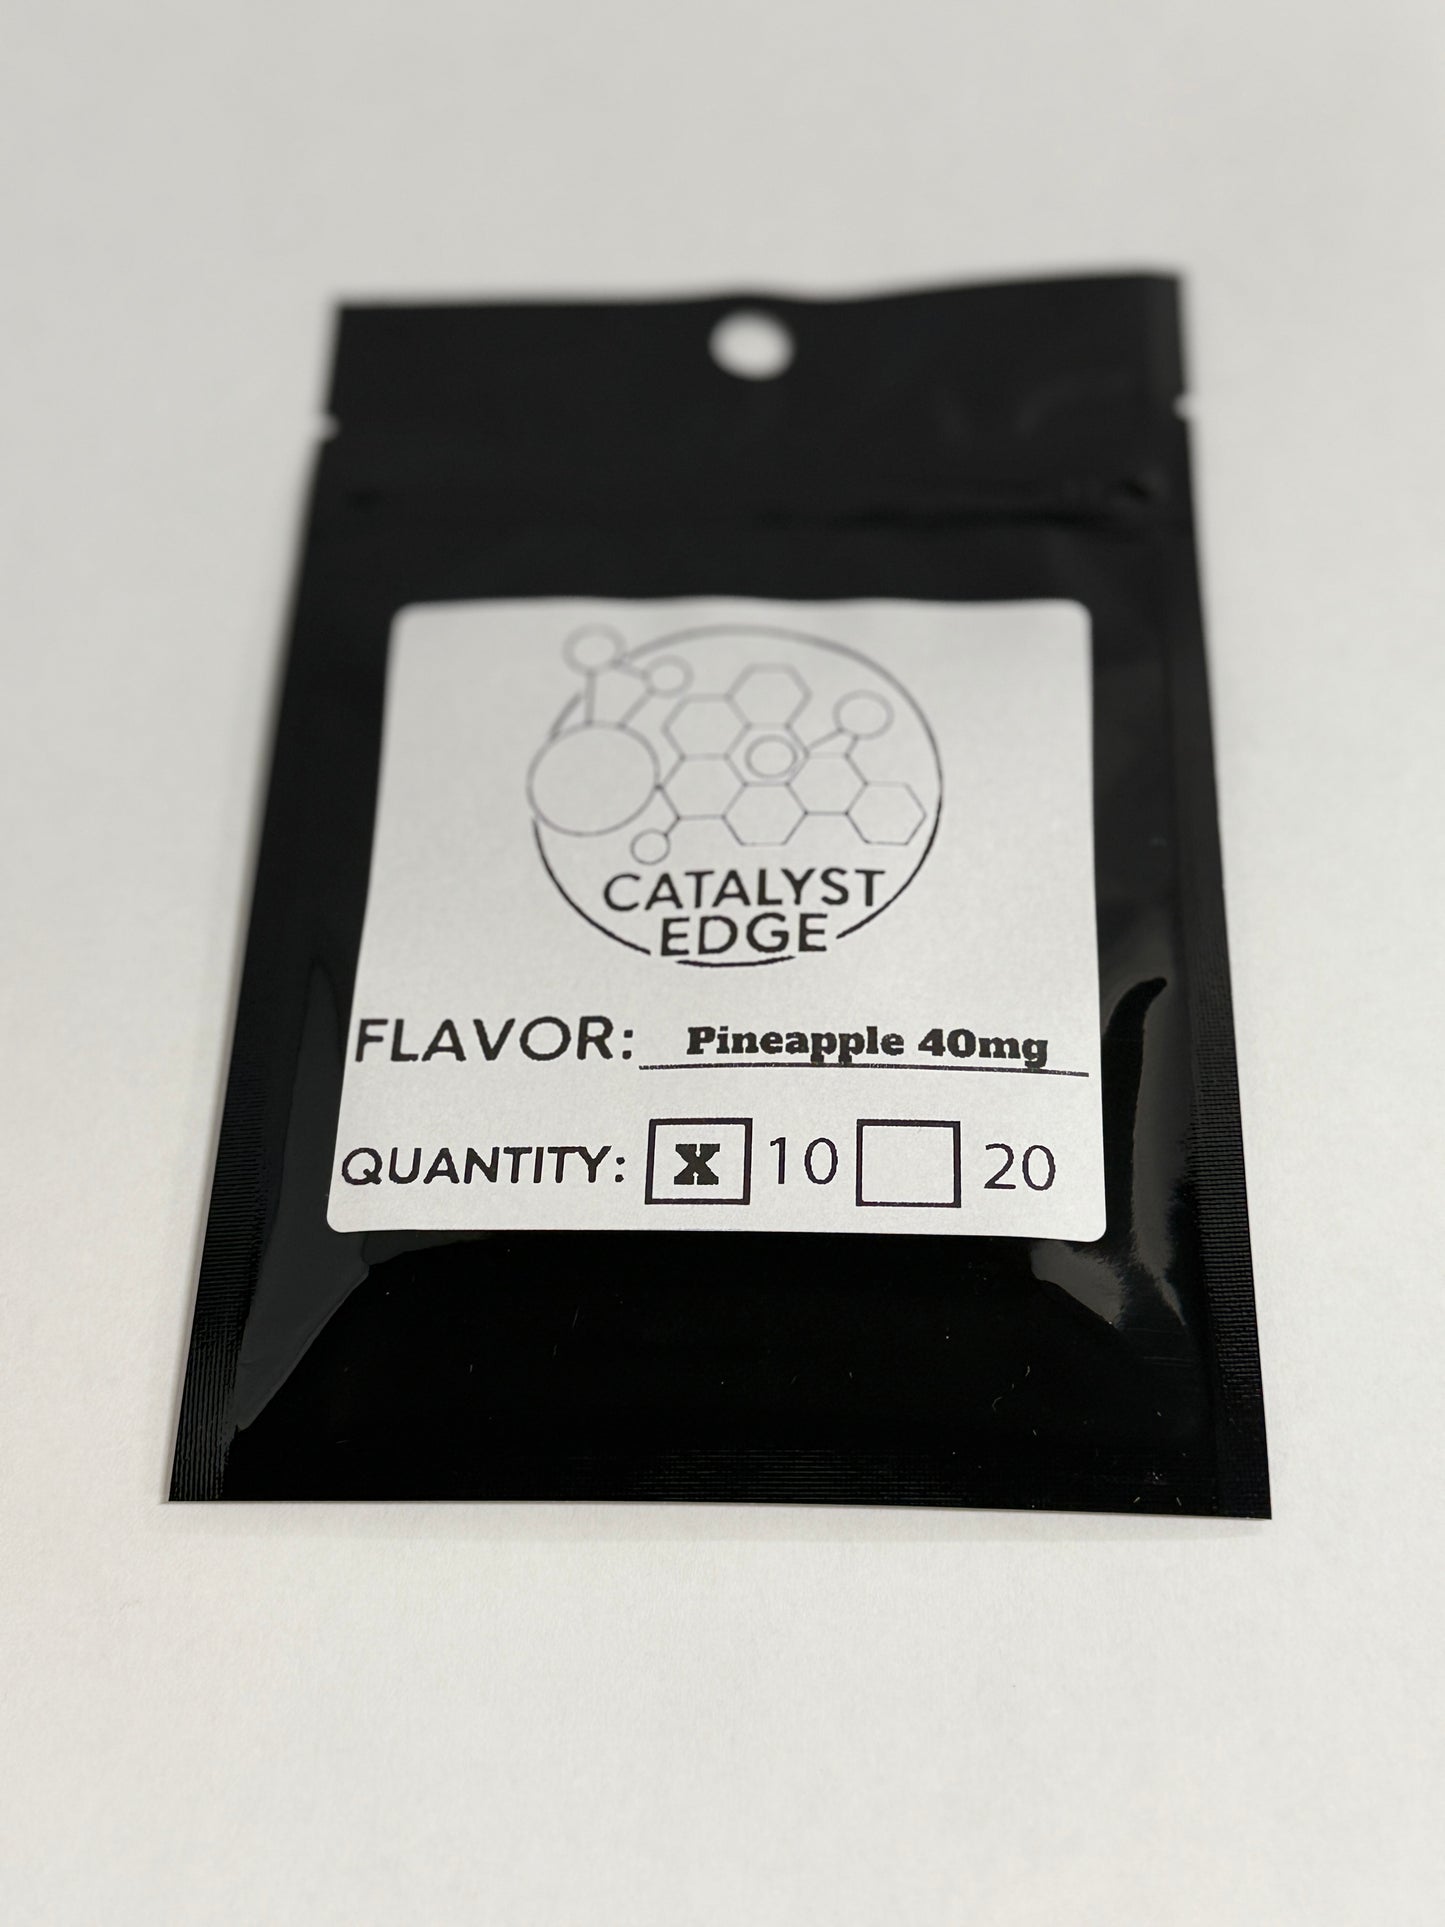 CATALYST
EDGE
FLAVOR: Pineapple 40mg
QUANTITY: X 10 20